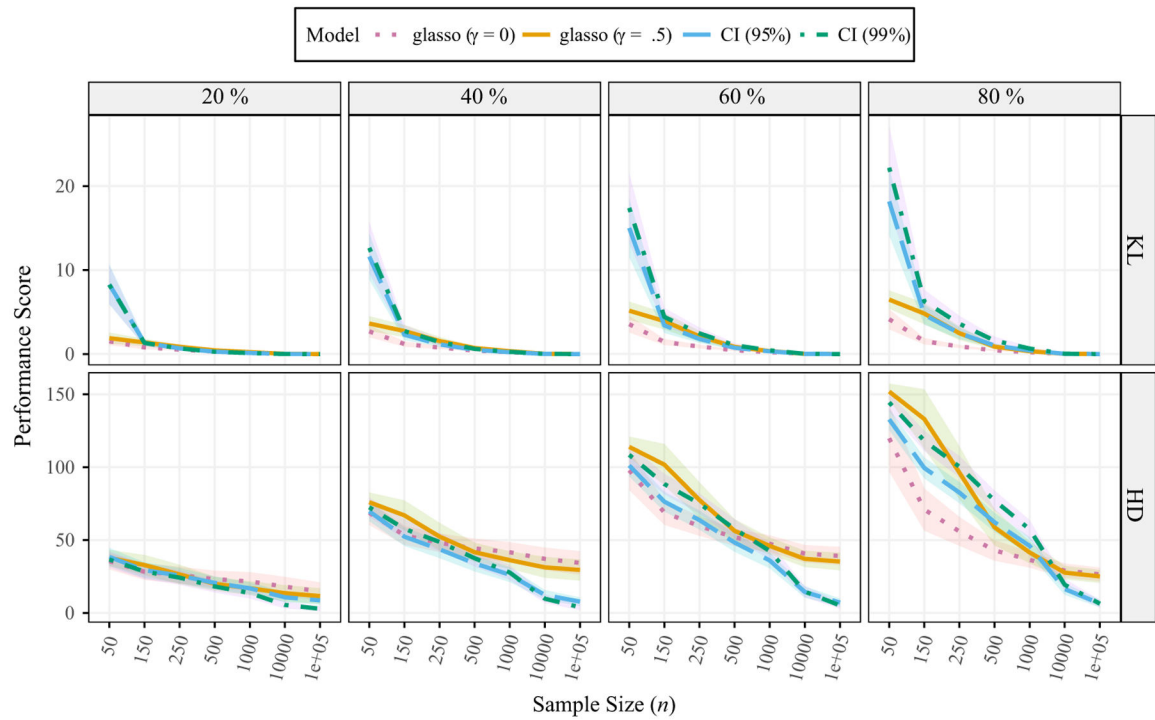 Model glasso (γ = 0) glasso (γ = .5) CI (95%) CI (99%)
20 % 40 % 60 % 80 %
Performance Score
20
10
0
KL
150
100
50
0
HD
50 150 250 500 1000 10000 1e+05 50 150 250 500 1000 10000 1e+05 50 150 250 500 1000 10000 1e+05 50 150 250 500 1000 10000 1e+05
Sample Size (n)